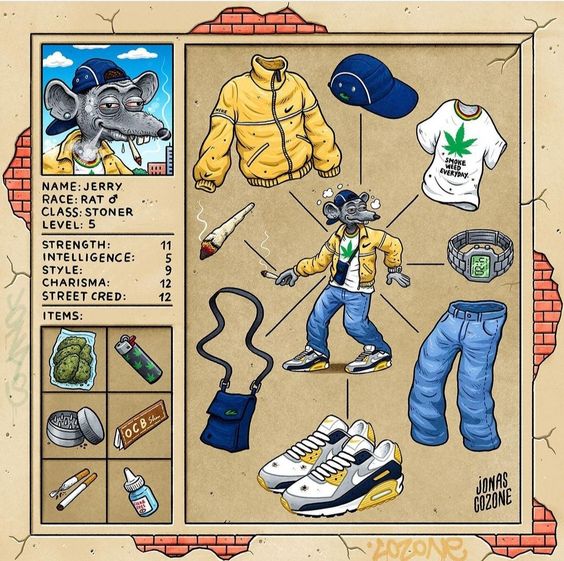 NAME: JERRY
RACE: RAT ♂
CLASS: STONER
LEVEL: 5
STRENGTH: 11
INTELLIGENCE: 5
STYLE: 9
CHARISMA: 12
STREET CRED: 12
ITEMS:
OCB
SMOKE
WEED
EVERYDAY.
JONAS
GOZONE